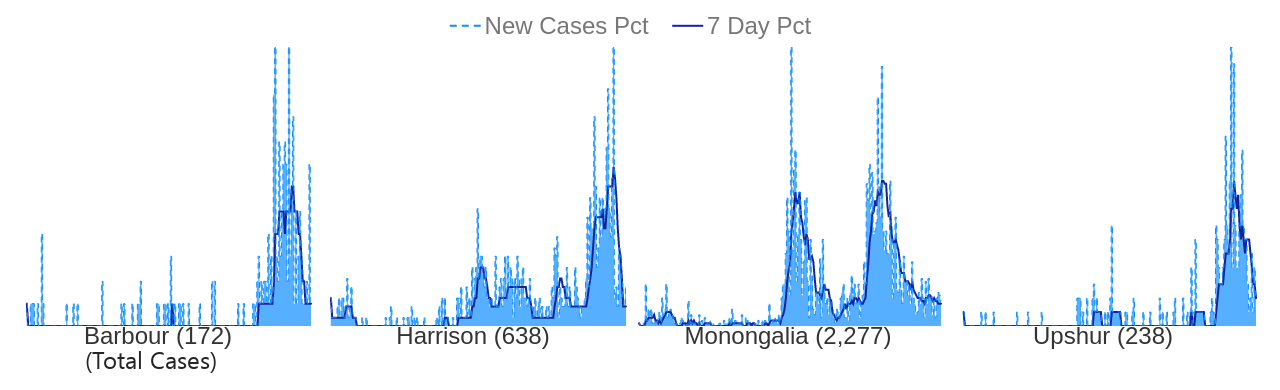 New Cases Pct 7 Day Pct
Barbour (172) Harrison (638) Monongalia (2,277) Upshur (238)
(Total Cases)